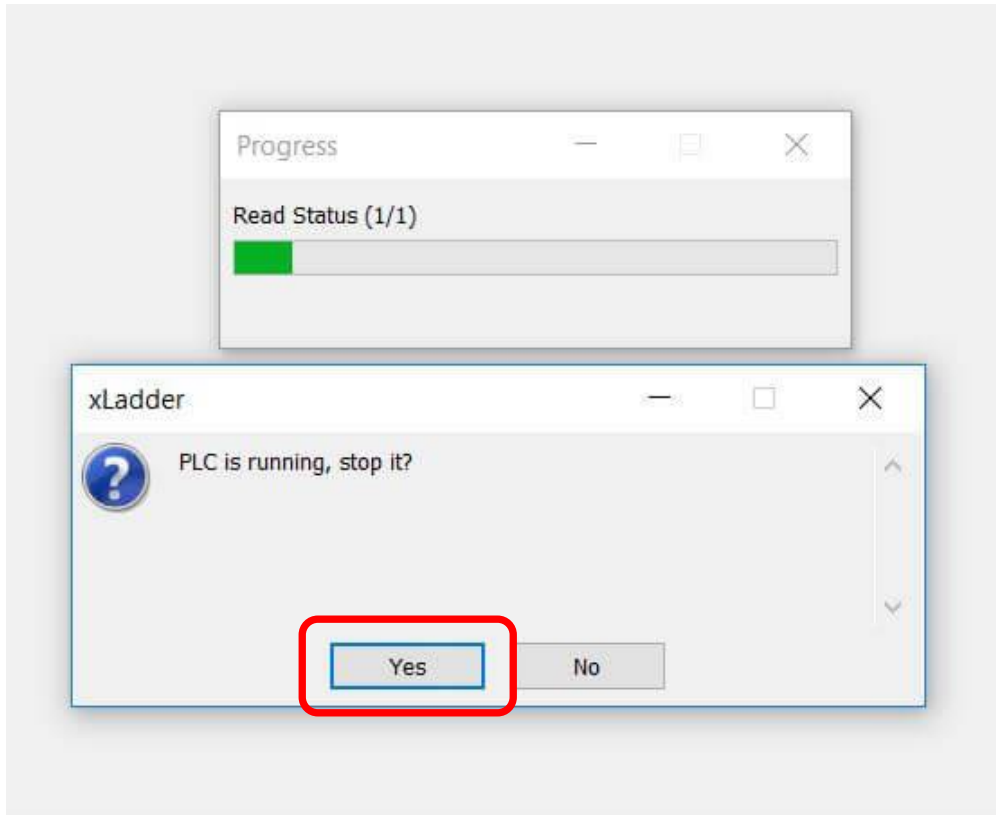 Progress
Read Status (1/1)
xLadder
PLC is running, stop it?
Yes No